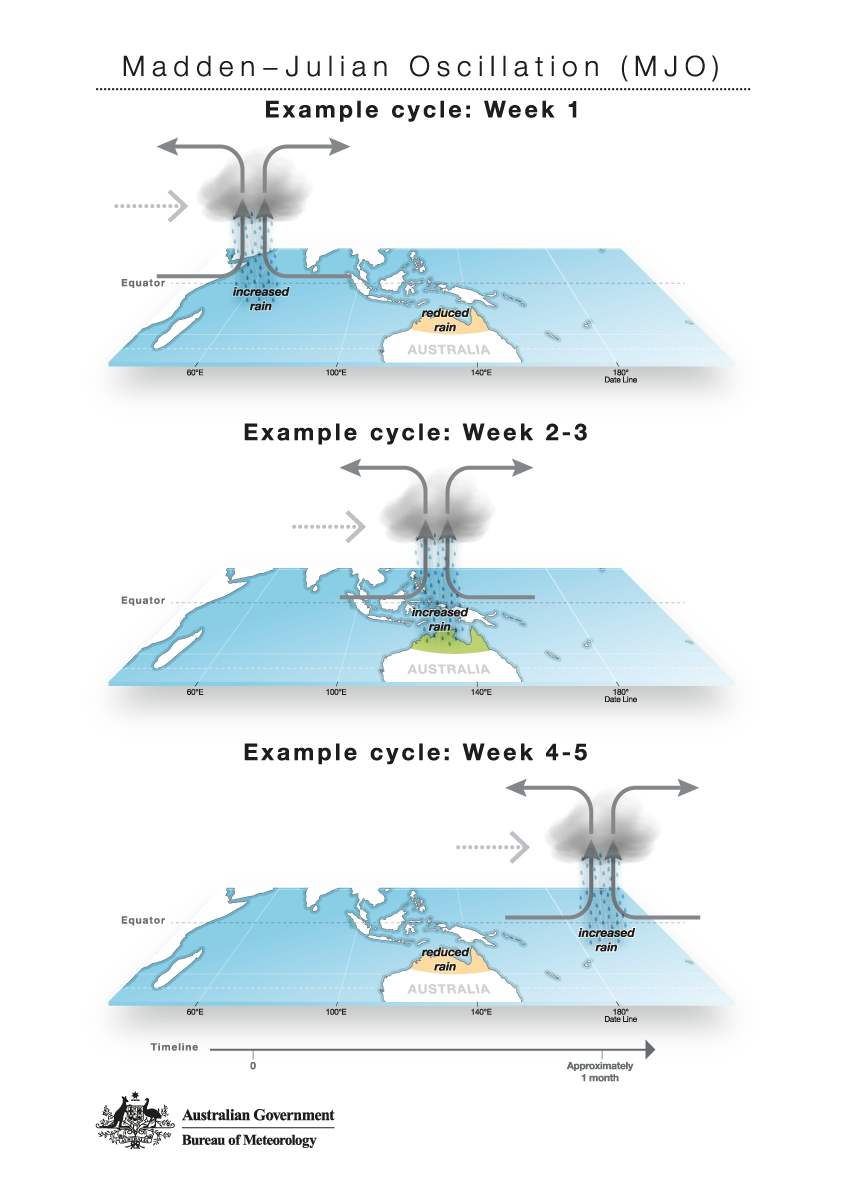 Madden–Julian Oscillation (MJO)
Example cycle: Week 1
Equator
increased
rain
reduced
rain
AUSTRALIA
60°E
100°E
140°E
180°
Date Line
Example cycle: Week 2-3
Equator
increased
rain
AUSTRALIA
60°E
100°E
140°E
180°
Date Line
Example cycle: Week 4-5
Equator
increased
rain
reduced
rain
AUSTRALIA
60°E
100°E
140°E
180°
Date Line
Timeline
0
Approximately
1 month
Australian Government
Bureau of Meteorology